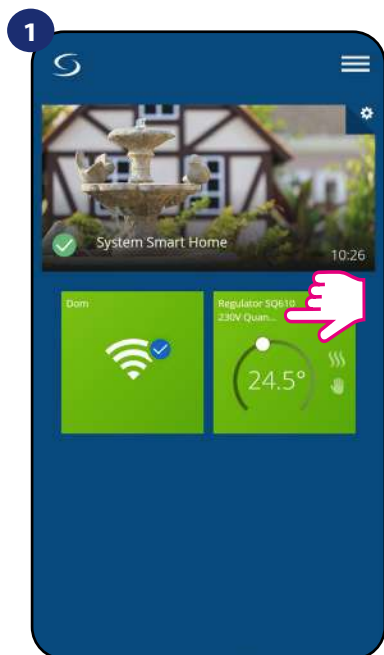 1
System Smart Home
10:26
Dom
Regulator SQ610
230V Quan...
24.5°